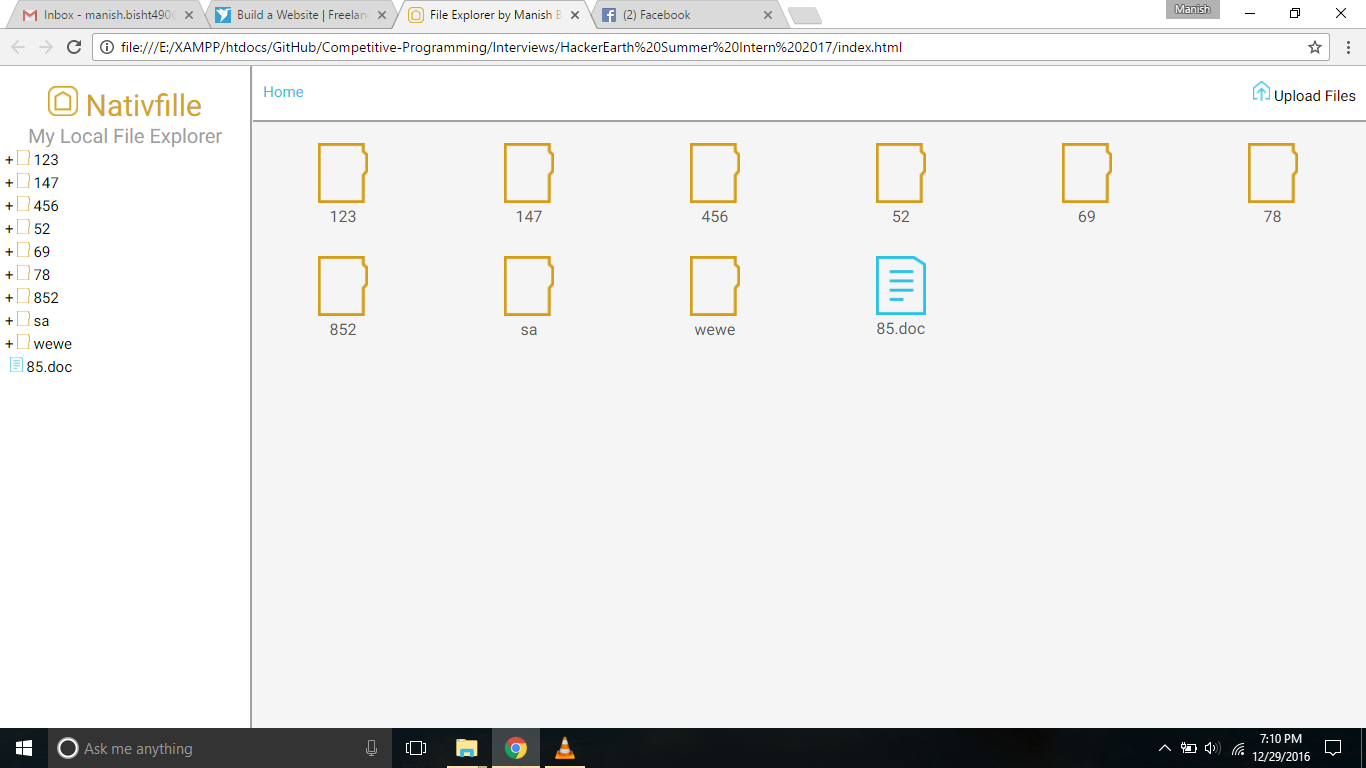 Inbox - manish.bisht490
Build a Website | Freelan
File Explorer by Manish B
(2) Facebook
Manish
file:///E:/XAMPP/htdocs/GitHub/Competitive-Programming/Interviews/HackerEarth%20Summer%20Intern%202017/index.html
Nativfille
My Local File Explorer
+ 123
+ 147
+ 456
+ 52
+ 69
+ 78
+ 852
+ sa
+ wewe
85.doc
Home
Upload Files
123 147 456 52 69 78
852 sa wewe 85.doc
Ask me anything
7:10 PM
12/29/2016